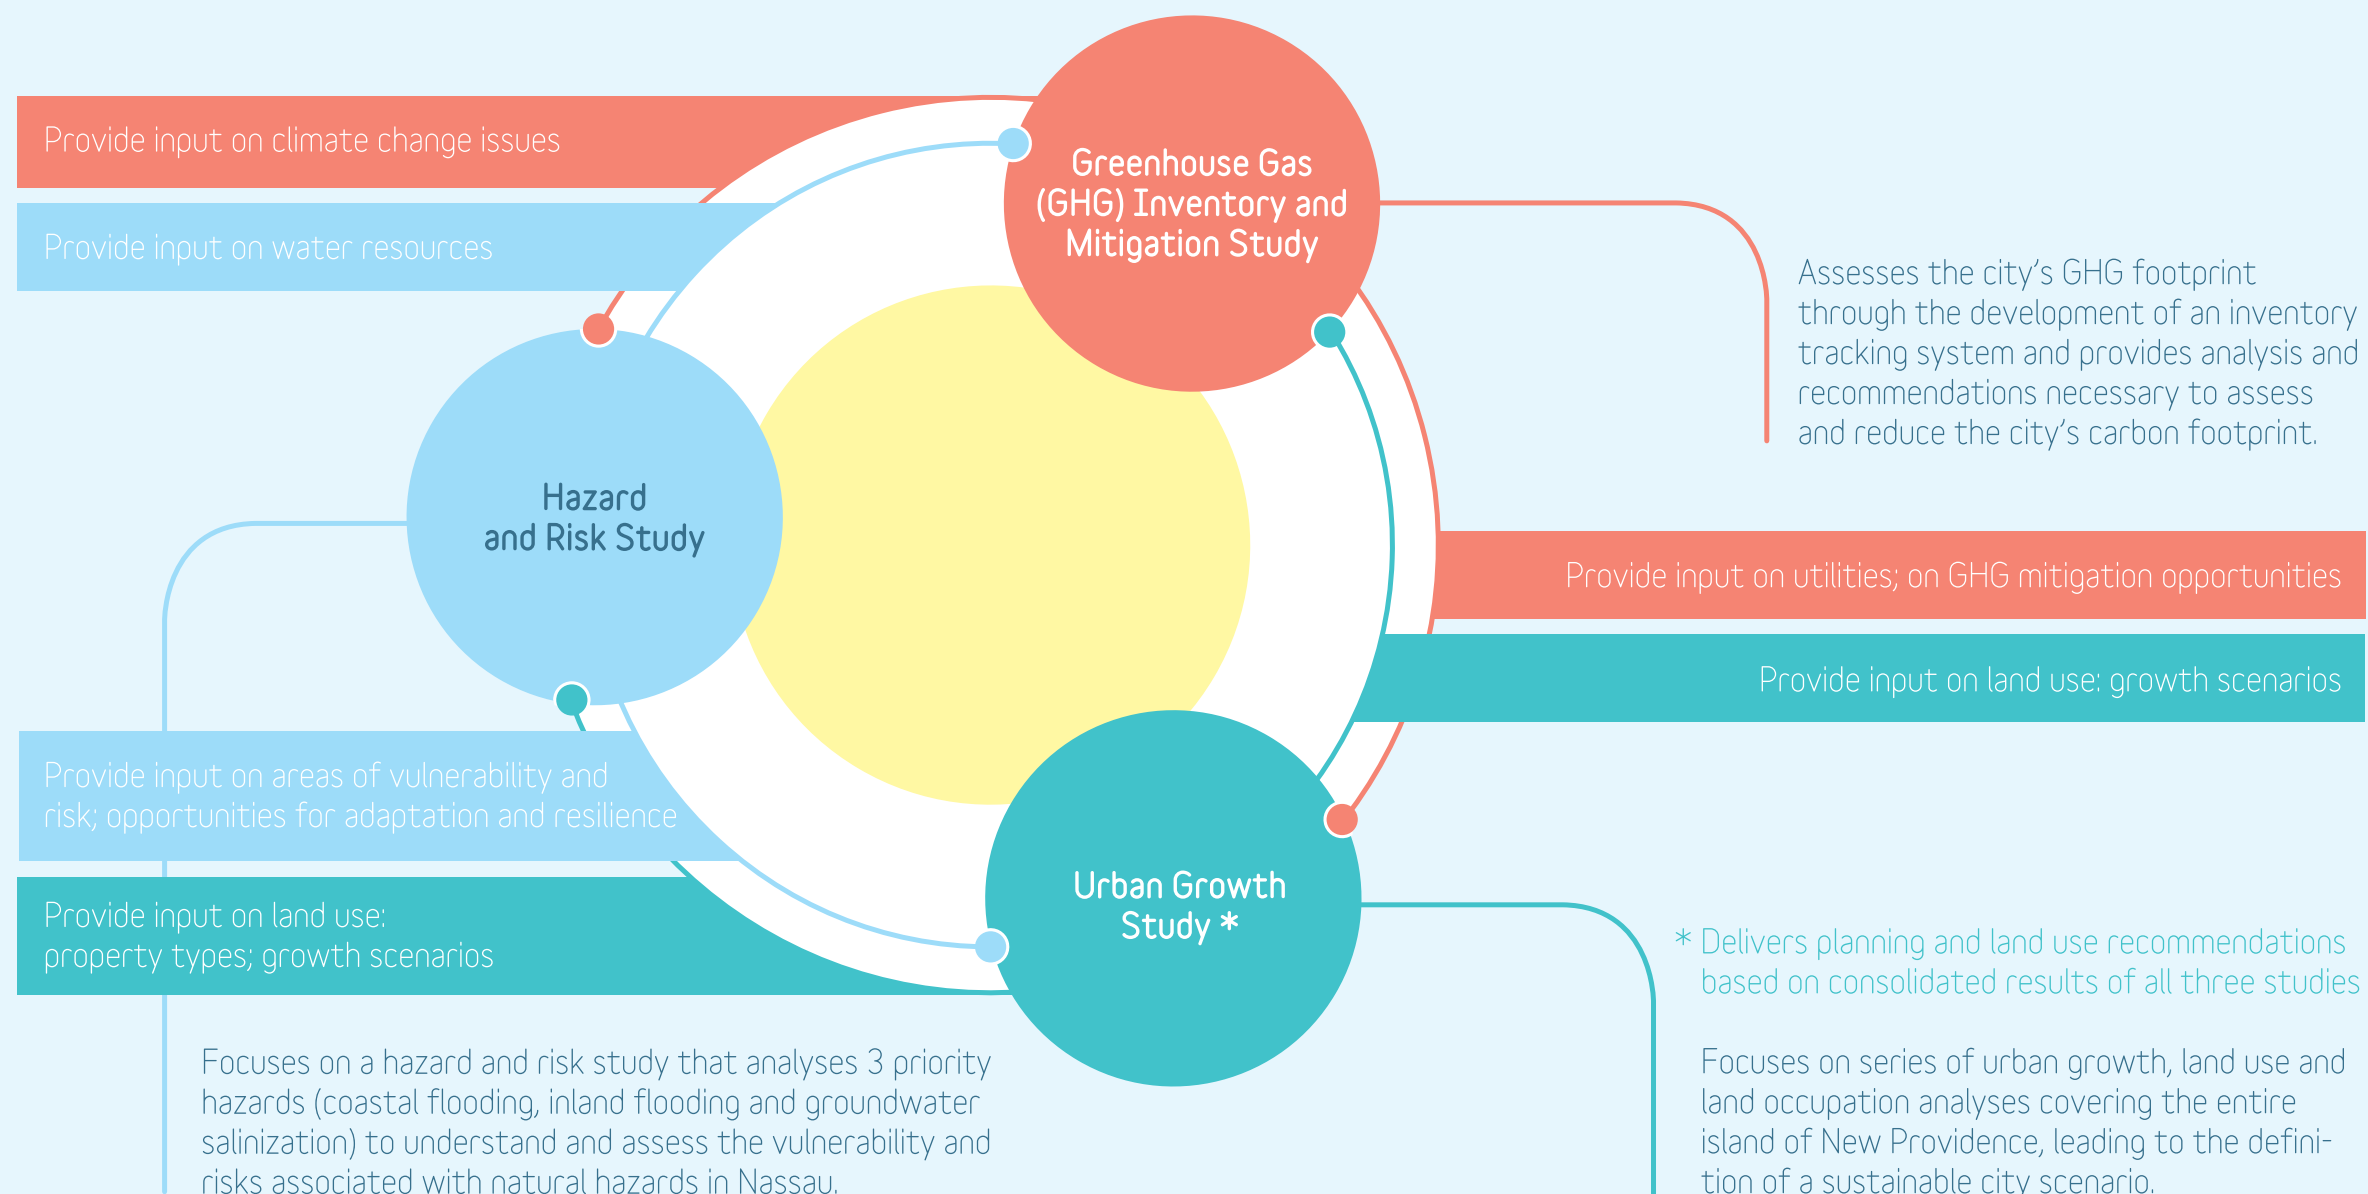 Provide input on climate change issues
Provide input on water resources
Greenhouse Gas
(GHG) Inventory and
Mitigation Study
Assesses the city's GHG footprint
through the development of an inventory
tracking system and provides analysis and
recommendations necessary to assess
and reduce the city's carbon footprint.
Hazard
and Risk Study
Provide input on utilities; on GHG mitigation opportunities
Provide input on land use: growth scenarios
Provide input on areas of vulnerability and
risk; opportunities for adaptation and resilience
Provide input on land use:
property types; growth scenarios
Urban Growth
Study *
* Delivers planning and land use recommendations
based on consolidated results of all three studies
Focuses on a hazard and risk study that analyses 3 priority
hazards (coastal flooding, inland flooding and groundwater
salinization) to understand and assess the vulnerability and
risks associated with natural hazards in Nassau.
Focuses on series of urban growth, land use and
land occupation analyses covering the entire
island of New Providence, leading to the defini-
tion of a sustainable city scenario.